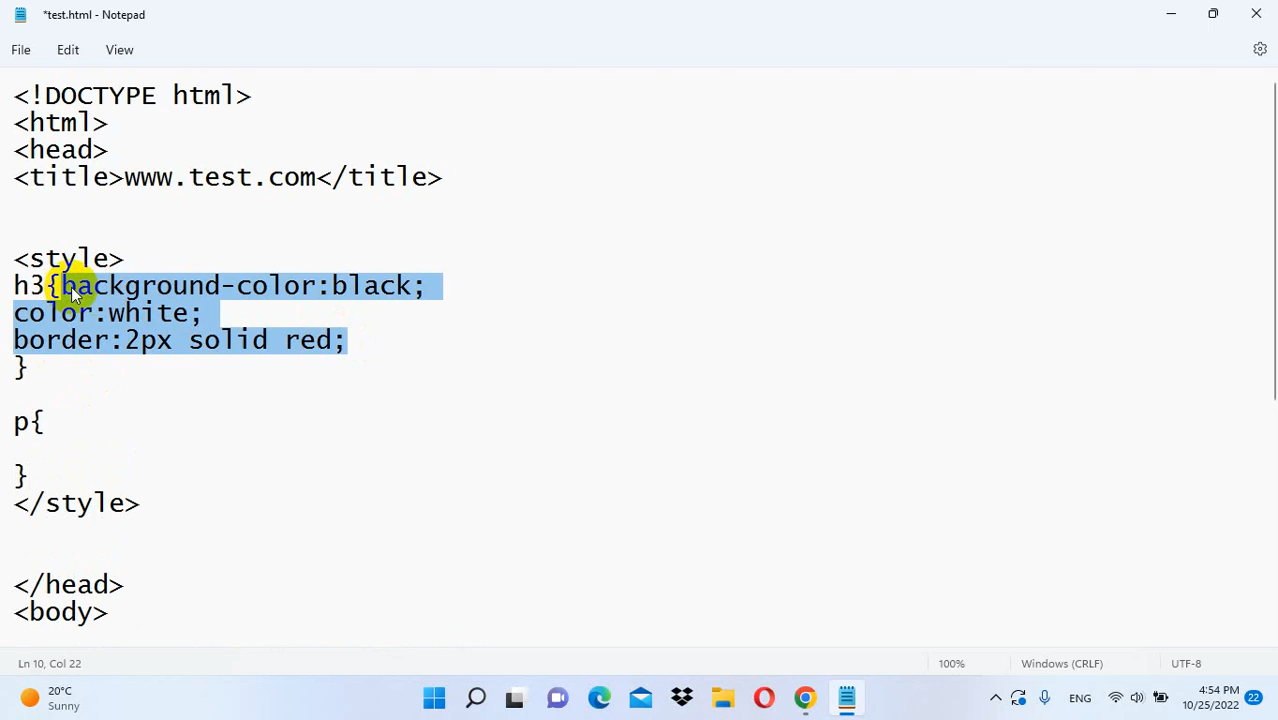 *test.html - Notepad
File Edit View
<!DOCTYPE html>
<html>
<head>
<title>www.test.com</title>
<style>
h3{background-color:black;
color:white;
border:2px solid red;
}
p{
}
</style>
</head>
<body>
Ln 10, Col 22 100% Windows (CRLF) UTF-8
20°C
Sunny
ENG
4:54 PM
10/25/2022
22